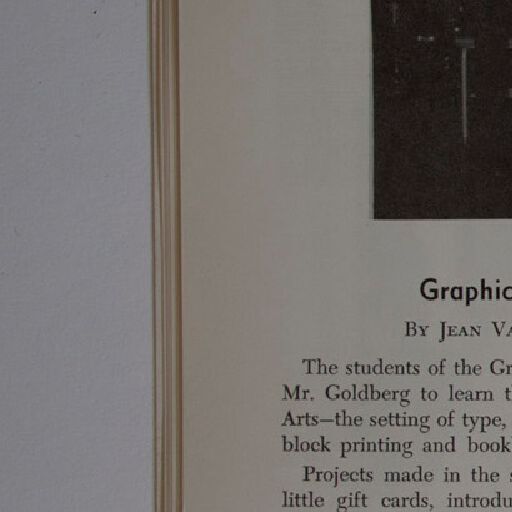 Graphic
BY JEAN VA
The students of the Gr
Mr. Goldberg to learn t
Arts—the setting of type,
block printing and book
Projects made in the s
little gift cards, introdu